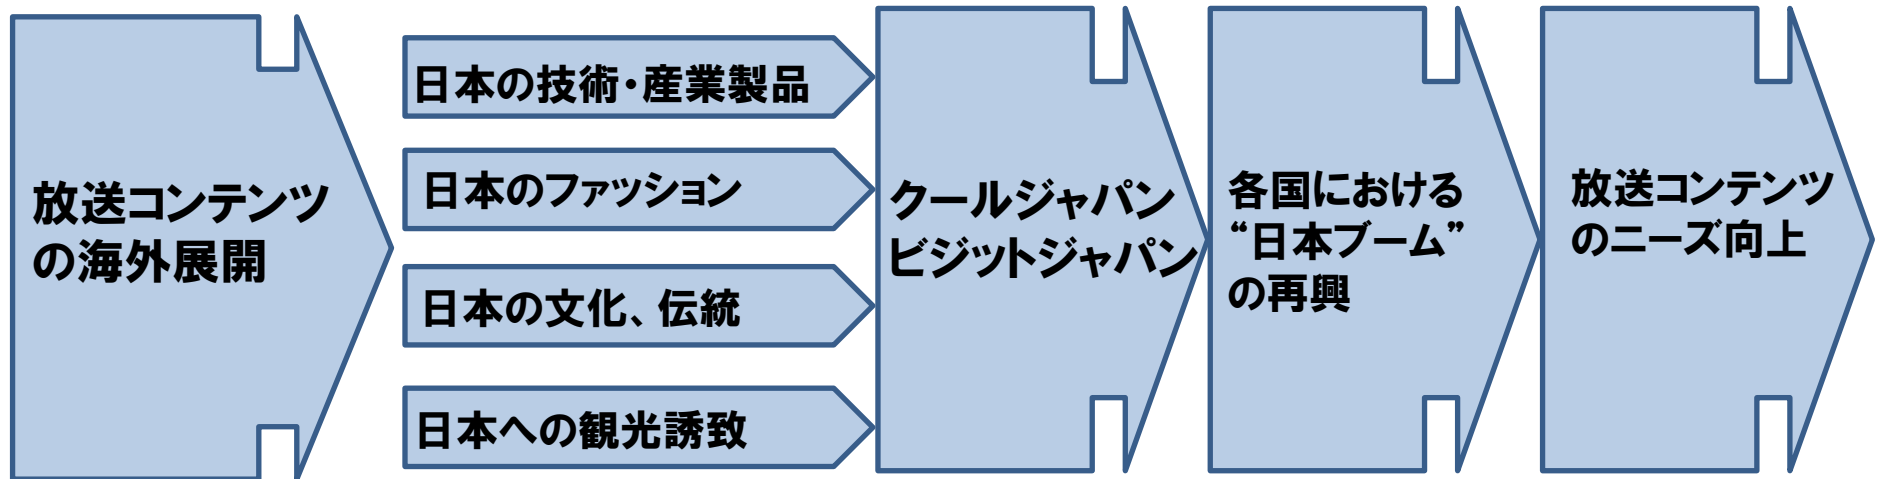 放送コンテンツ
の海外展開
日本の技術・産業製品
日本のファッション
日本の文化、伝統
日本への観光誘致
クールジャパン
ビジットジャパン
各国における
“日本ブーム”
の再興
放送コンテンツ
のニーズ向上